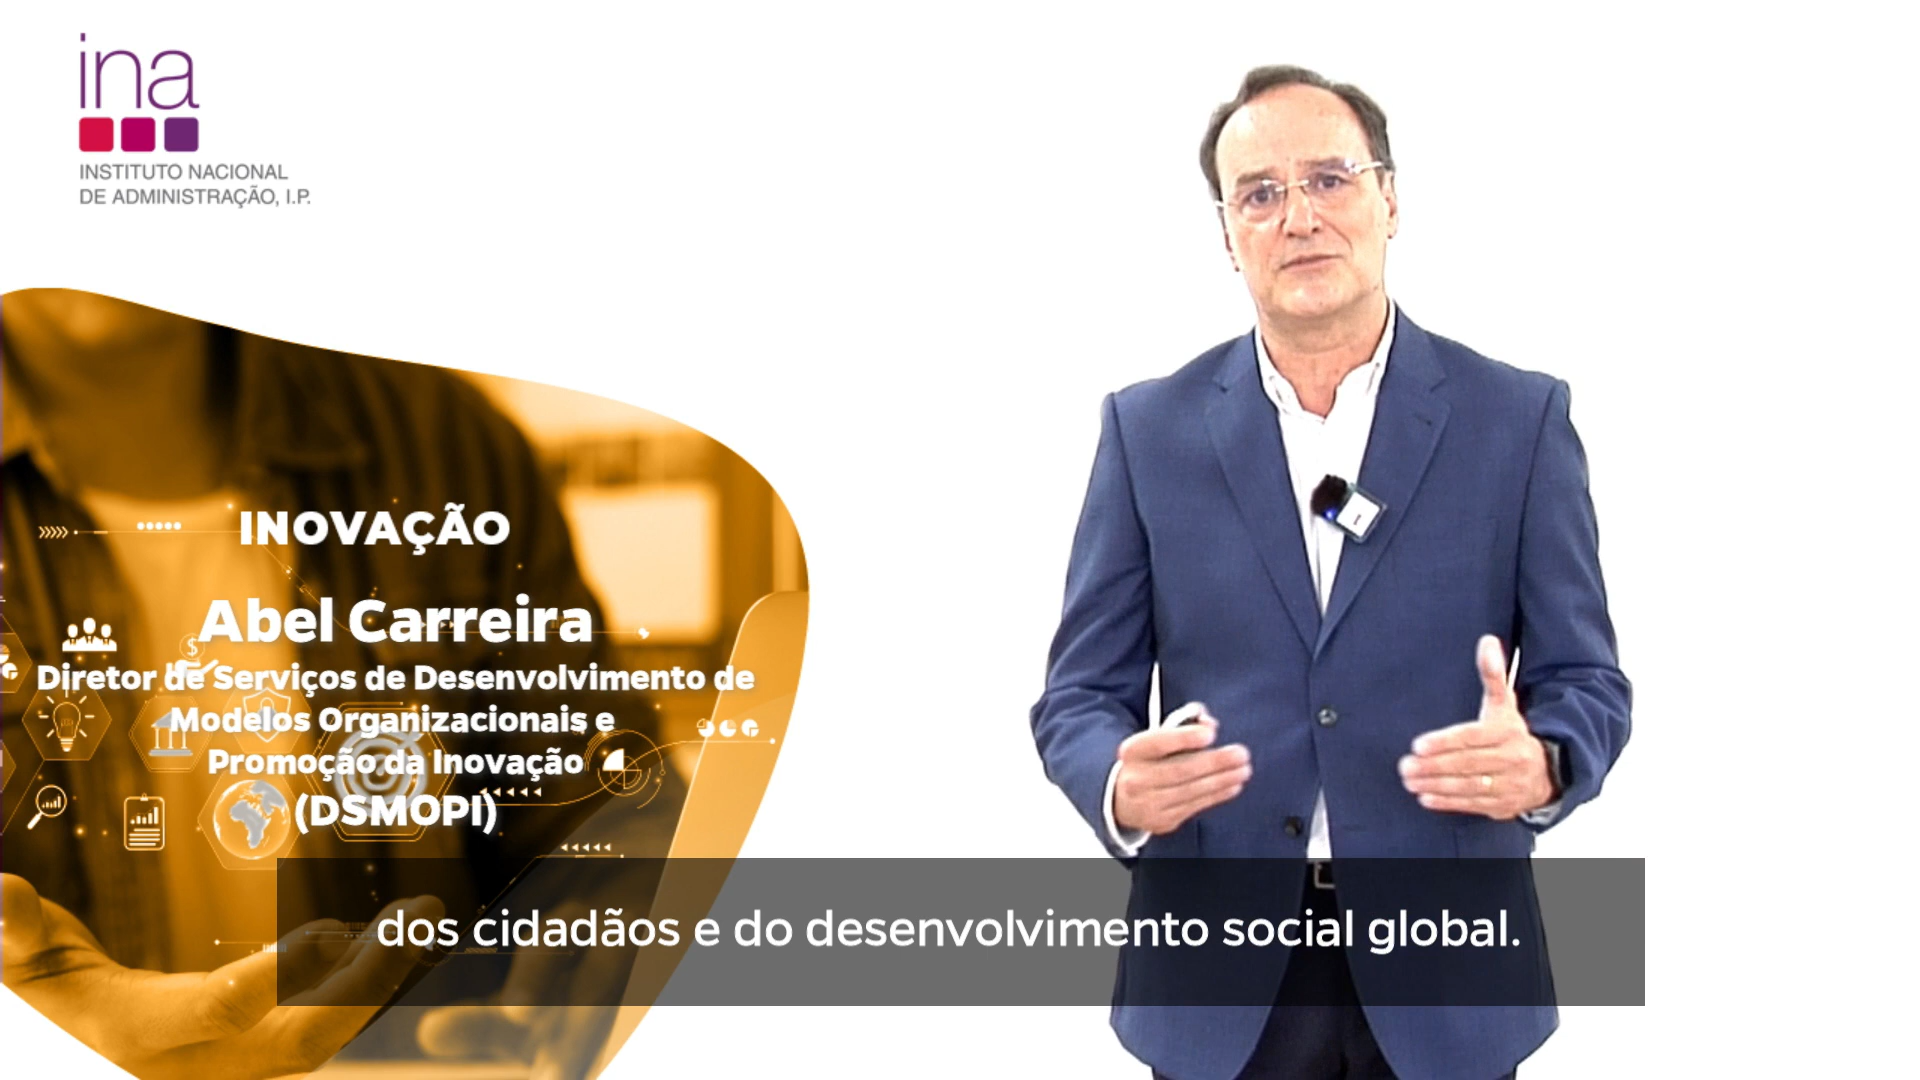 ina
INSTITUTO NACIONAL
DE ADMINISTRAÇÃO, I.P.
INOVAÇÃO
Abel Carreira
Diretor de Serviços de Desenvolvimento de
Modelos Organizacionais e
Promoção da Inovação
(DSMOPI)
dos cidadãos e do desenvolvimento social global.